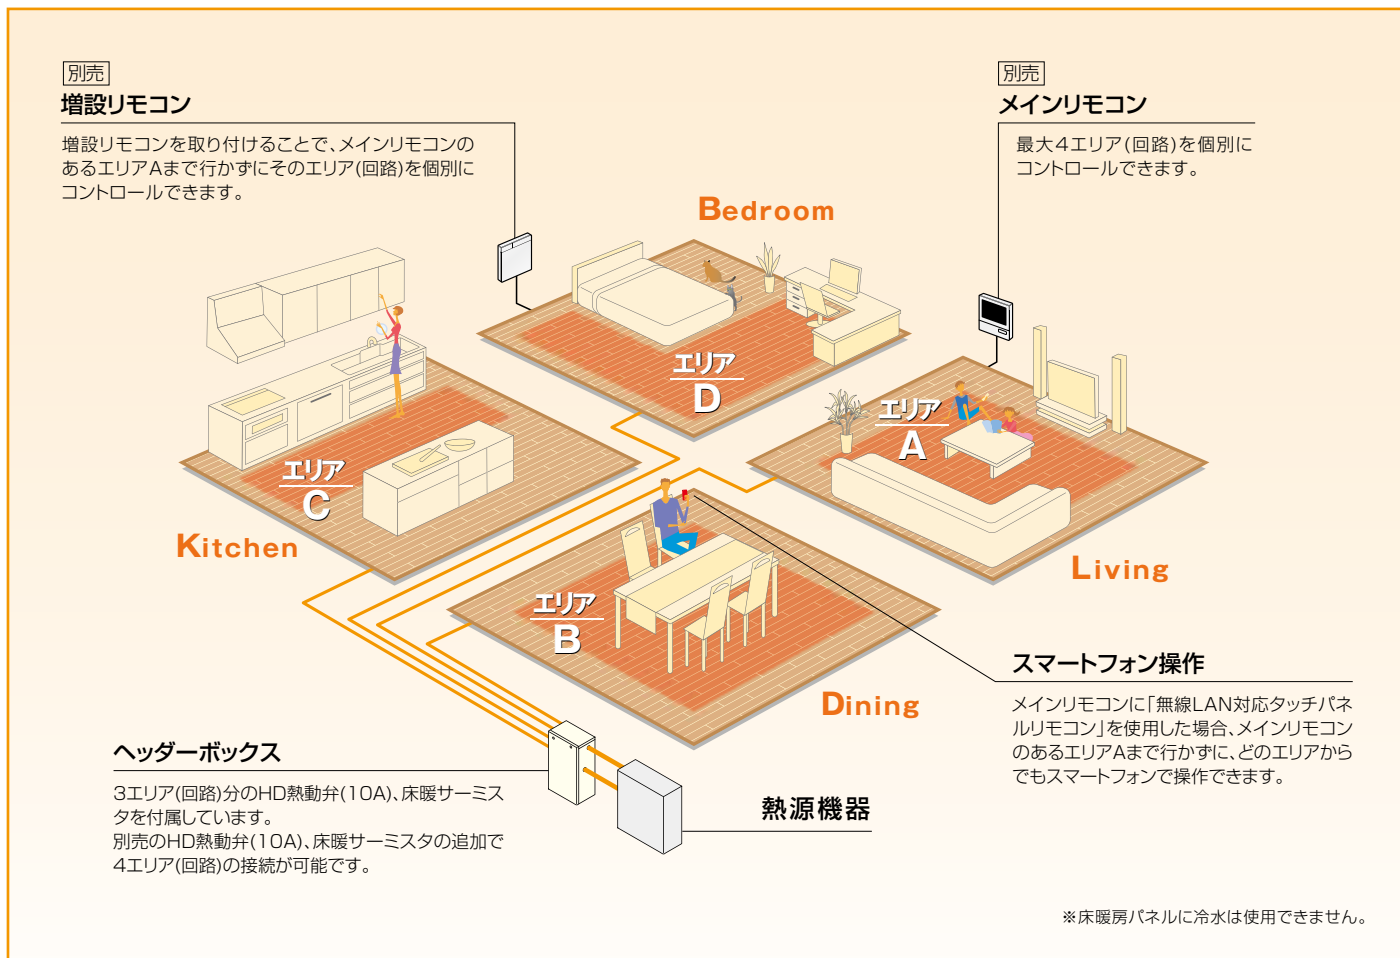 別売
増設リモコン
増設リモコンを取り付けることで、メインリモコンの
あるエリアAまで行かずにそのエリア(回路)を個別に
コントロールできます。
別売
メインリモコン
最大4エリア(回路)を個別に
コントロールできます。
Bedroom
エリア
D
エリア
A
エリア
C
Kitchen
Living
エリア
B
Dining
スマートフォン操作
メインリモコンに「無線LAN対応タッチパネ
ルリモコン」を使用した場合、メインリモコン
のあるエリアAまで行かずに、どのエリアから
でもスマートフォンで操作できます。
ヘッダーボックス
3エリア(回路)分のHD熱動弁(10A)、床暖サーミス
タを付属しています。
別売のHD熱動弁(10A)、床暖サーミスタの追加で
4エリア(回路)の接続が可能です。
熱源機器
※床暖房パネルに冷水は使用できません。